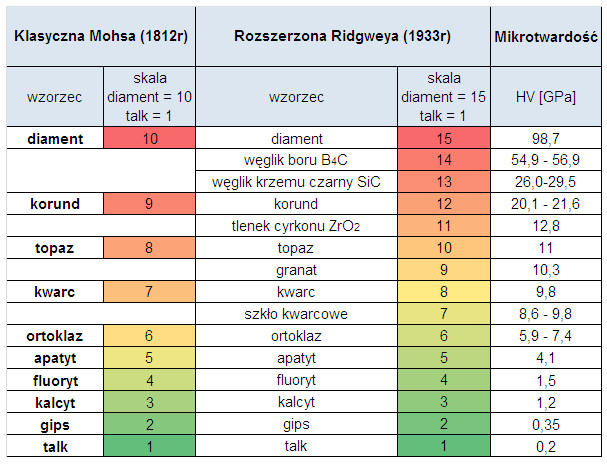 Klasyczna Mohsa (1812r) Rozszerzona Ridgweya (1933r) Mikrotwardość
wzorzec skala diament = 10 talk = 1 wzorzec skala diament = 15 talk = 1 HV [GPa]
diament 10 diament 15 98,7
węglik boru B4C 14 54,9 - 56,9
węglik krzemu czarny SiC 13 26,0-29,5
korund 9 korund 12 20,1 - 21,6
tlenek cyrkonu ZrO2 11 12,8
topaz 8 topaz 10 11
granat 9 10,3
kwarc 7 kwarc 8 9,8
szkło kwarcowe 7 8,6 - 9,8
ortoklaz 6 ortoklaz 6 5,9 - 7,4
apatyt 5 apatyt 5 4,1
fluoryt 4 fluoryt 4 1,5
kalcyt 3 kalcyt 3 1,2
gips 2 gips 2 0,35
talk 1 talk 1 0,2